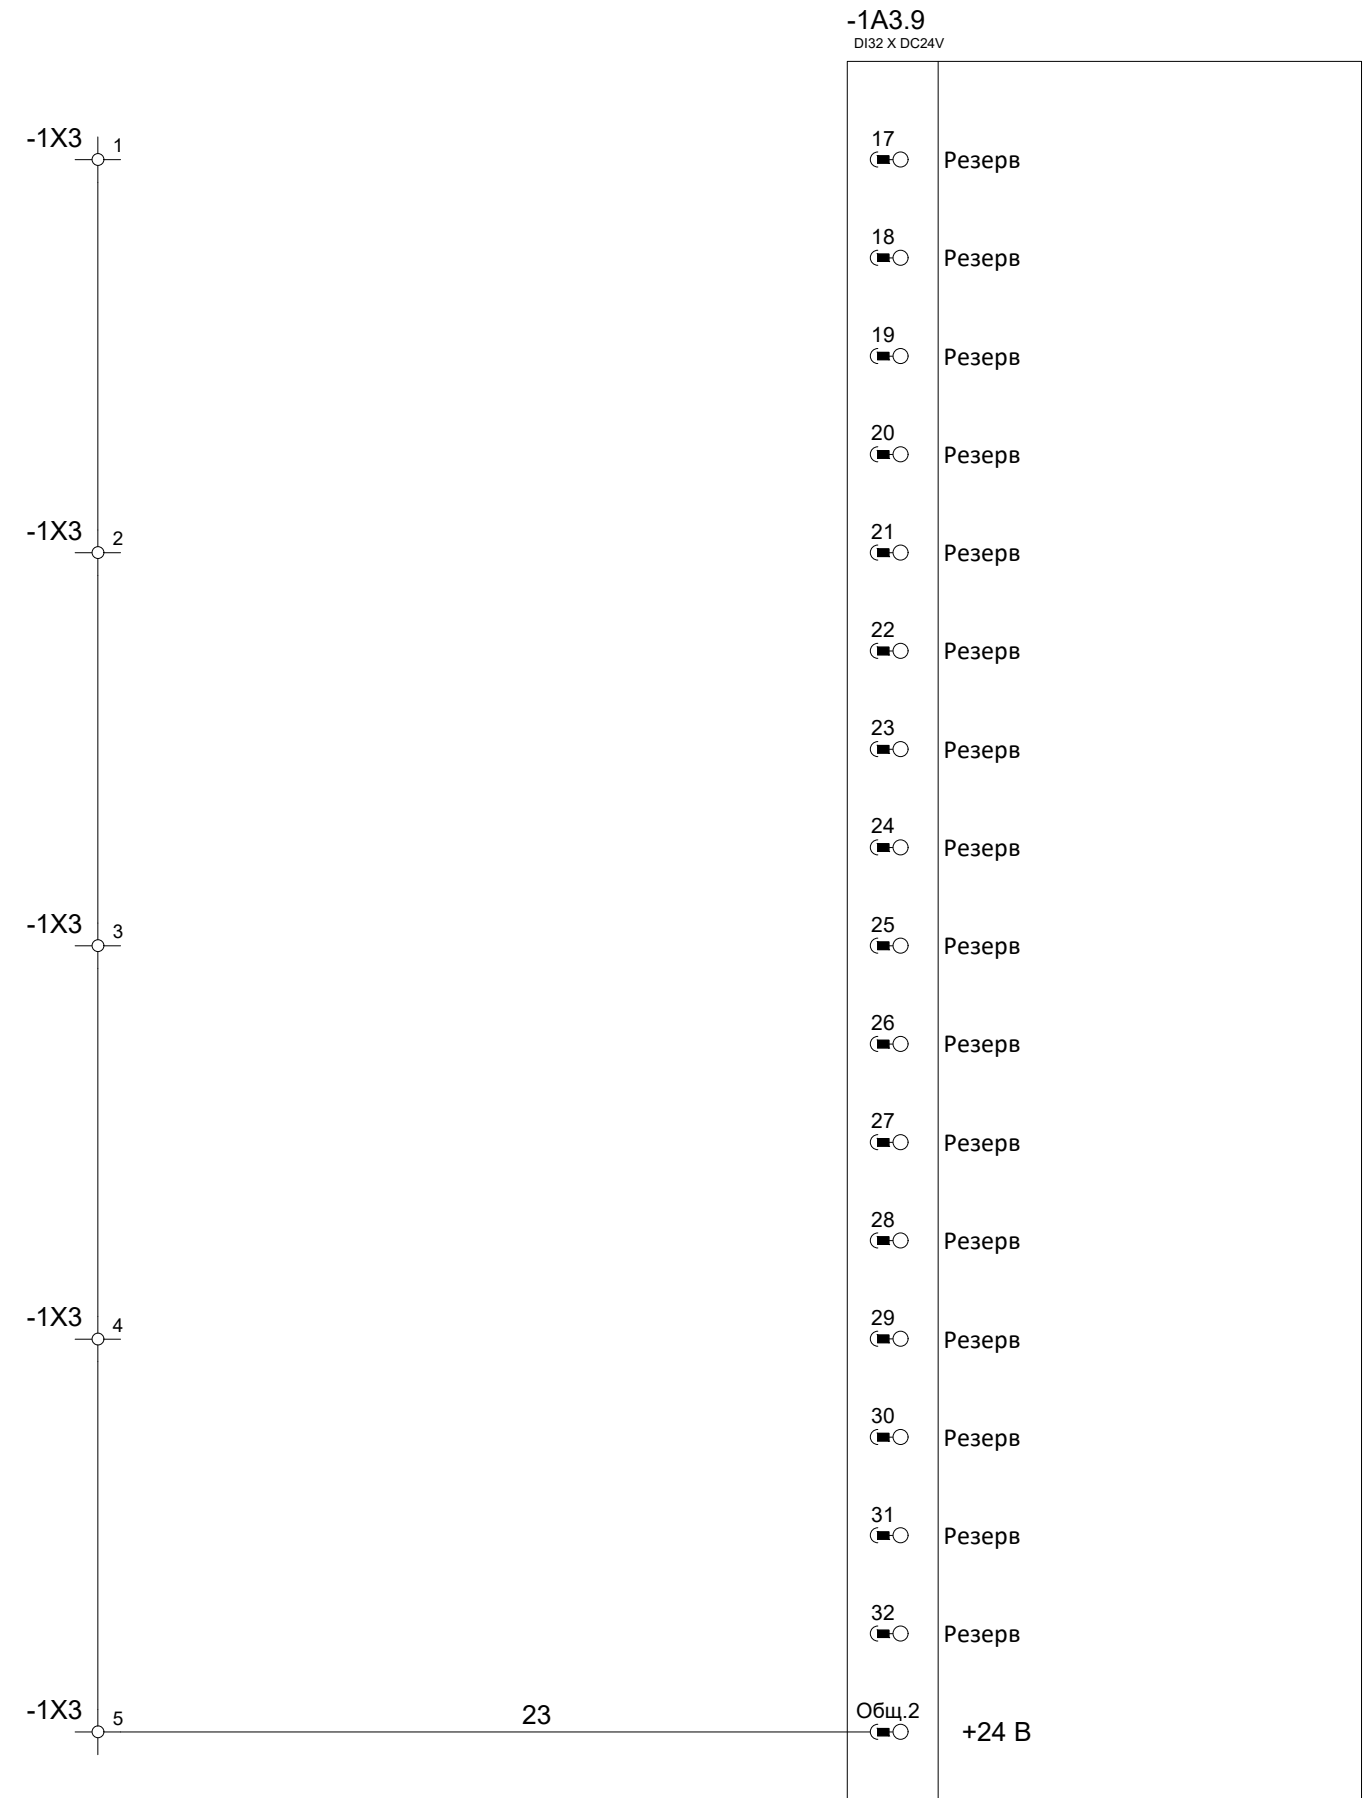 -1A3.9
DI32 X DC24V
-1X3 1
17
Резерв
18
Резерв
19
Резерв
20
Резерв
-1X3 2
21
Резерв
22
Резерв
23
Резерв
24
Резерв
-1X3 3
25
Резерв
26
Резерв
27
Резерв
28
Резерв
-1X3 4
29
Резерв
30
Резерв
31
Резерв
32
Резерв
-1X3 5
23
Общ.2
+24 В